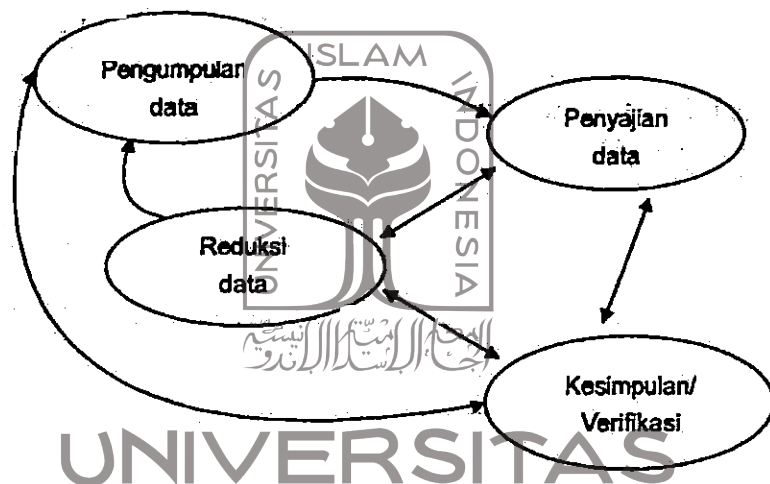 Pengumpulan
data
Penyajian
data
Reduksi
data
Kesimpulan/
Verifikasi
UNIVERSITAS
ISLAM
INDONESIA
UNIVERSITAS